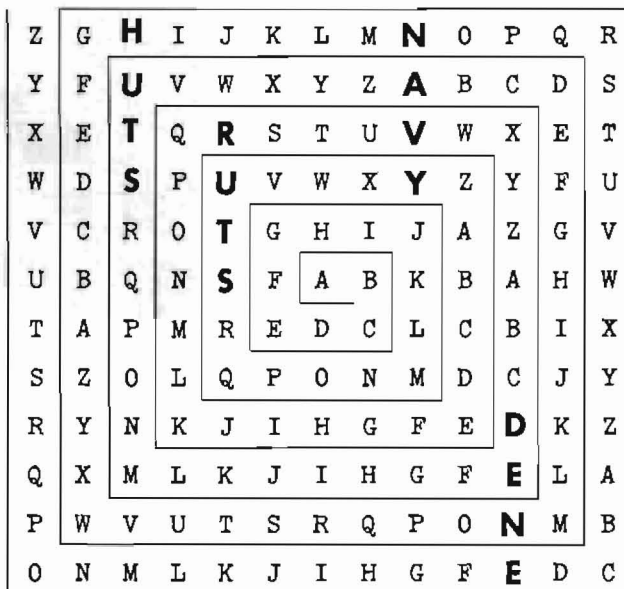 Z G H I J K L M N O P Q R
Y F U V W X Y Z A B C D S
X E T Q R S T U V W X E T
W D S P U V W X Y Z Y F U
V C R O T G H I J A Z G V
U B Q N S F A B K B A H W
T A P M R E D C L C B I X
S Z O L Q P O N M D C J Y
R Y N K J I H G F E D K Z
Q X M L K J I H G F E L A
P W V U T S R Q P O N M B
O N M L K J I H G F E D C